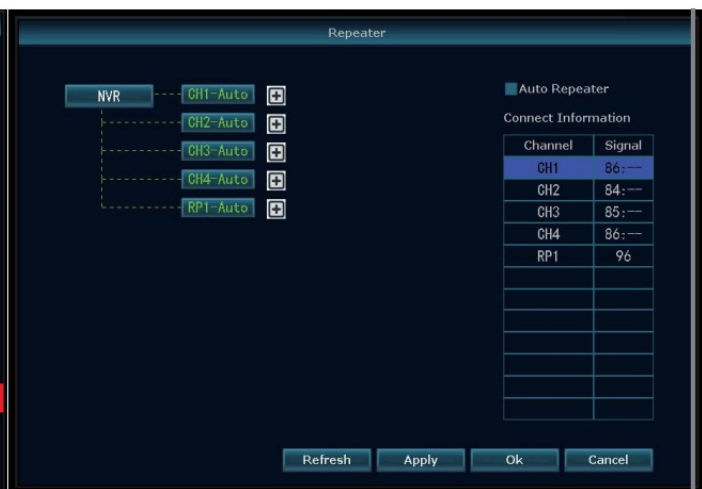 Repeater
NVR
CH1-Auto
CH2-Auto
CH3-Auto
CH4-Auto
RP1-Auto
Auto Repeater
Connect Information
Channel Signal
CH1 86:--
CH2 84:--
CH3 85:--
CH4 86:--
RP1 96
Refresh Apply Ok Cancel